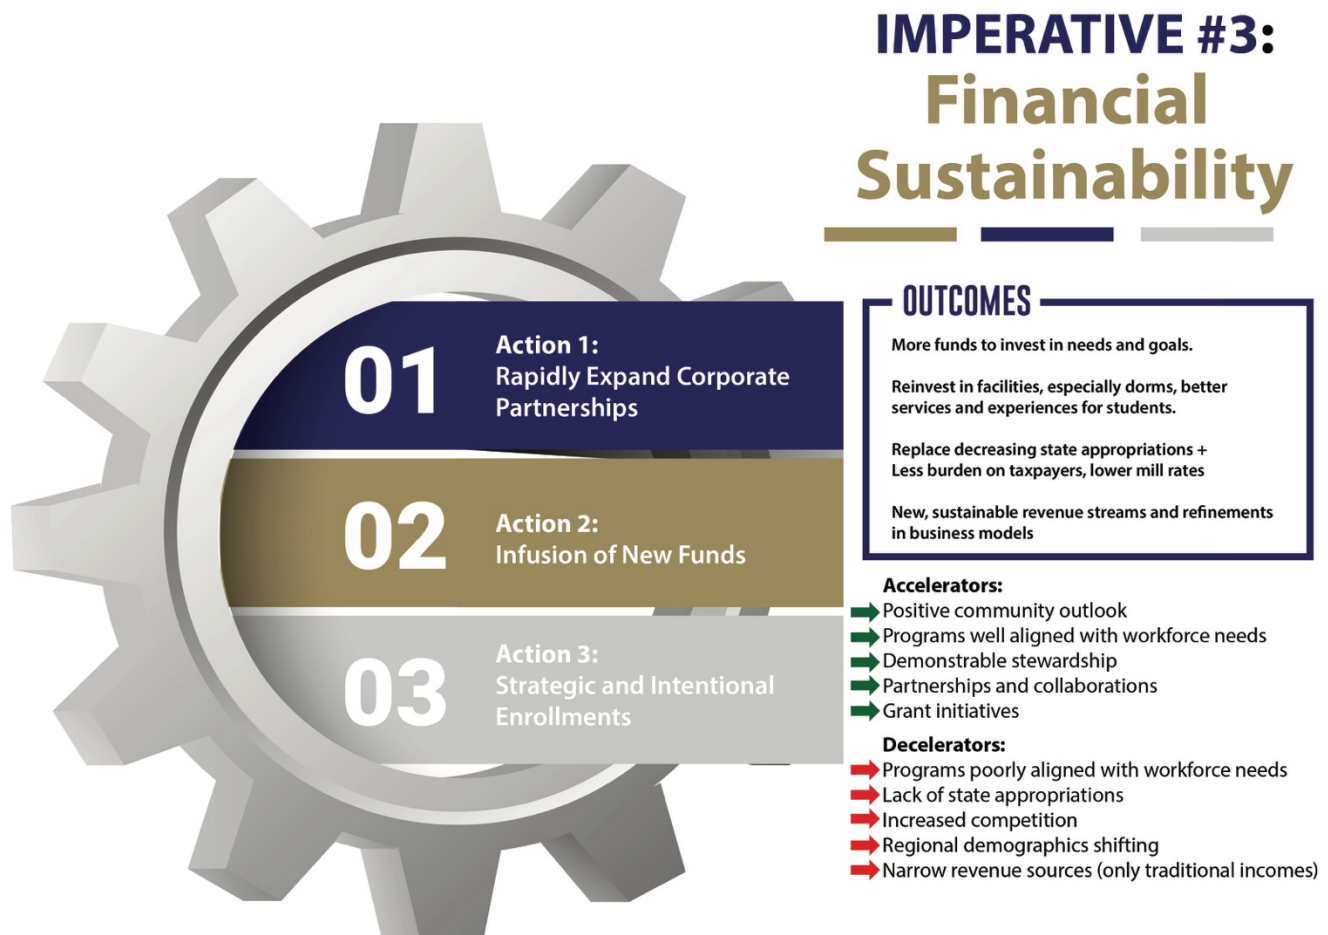 IMPERATIVE #3:
Financial
Sustainability
01
Action 1:
Rapidly Expand Corporate
Partnerships
02
Action 2:
Infusion of New Funds
03
Action 3:
Strategic and Intentional
Enrollments
OUTCOMES
More funds to invest in needs and goals.
Reinvest in facilities, especially dorms, better
services and experiences for students.
Replace decreasing state appropriations +
Less burden on taxpayers, lower mill rates
New, sustainable revenue streams and refinements
in business models
Accelerators:
Positive community outlook
Programs well aligned with workforce needs
Demonstrable stewardship
Partnerships and collaborations
Grant initiatives
Decelerators:
Programs poorly aligned with workforce needs
Lack of state appropriations
Increased competition
Regional demographics shifting
Narrow revenue sources (only traditional incomes)